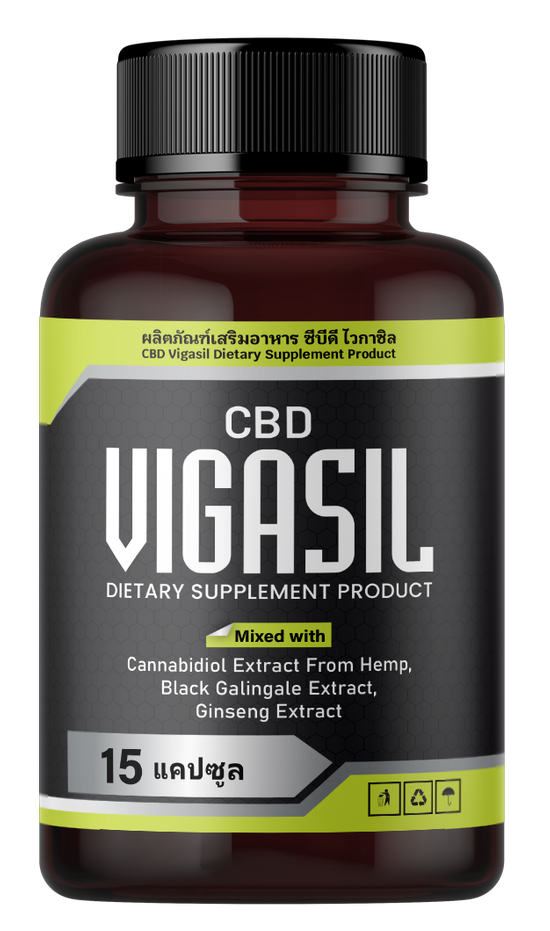 ผลิตภัณฑ์เสริมอาหาร ซีบีดี ไวกาซิล
CBD Vigasil Dietary Supplement Product
CBD
VIGASIL
DIETARY SUPPLEMENT PRODUCT
Mixed with
Cannabidiol Extract From Hemp,
Black Galingale Extract,
Ginseng Extract
15 แคปซูล